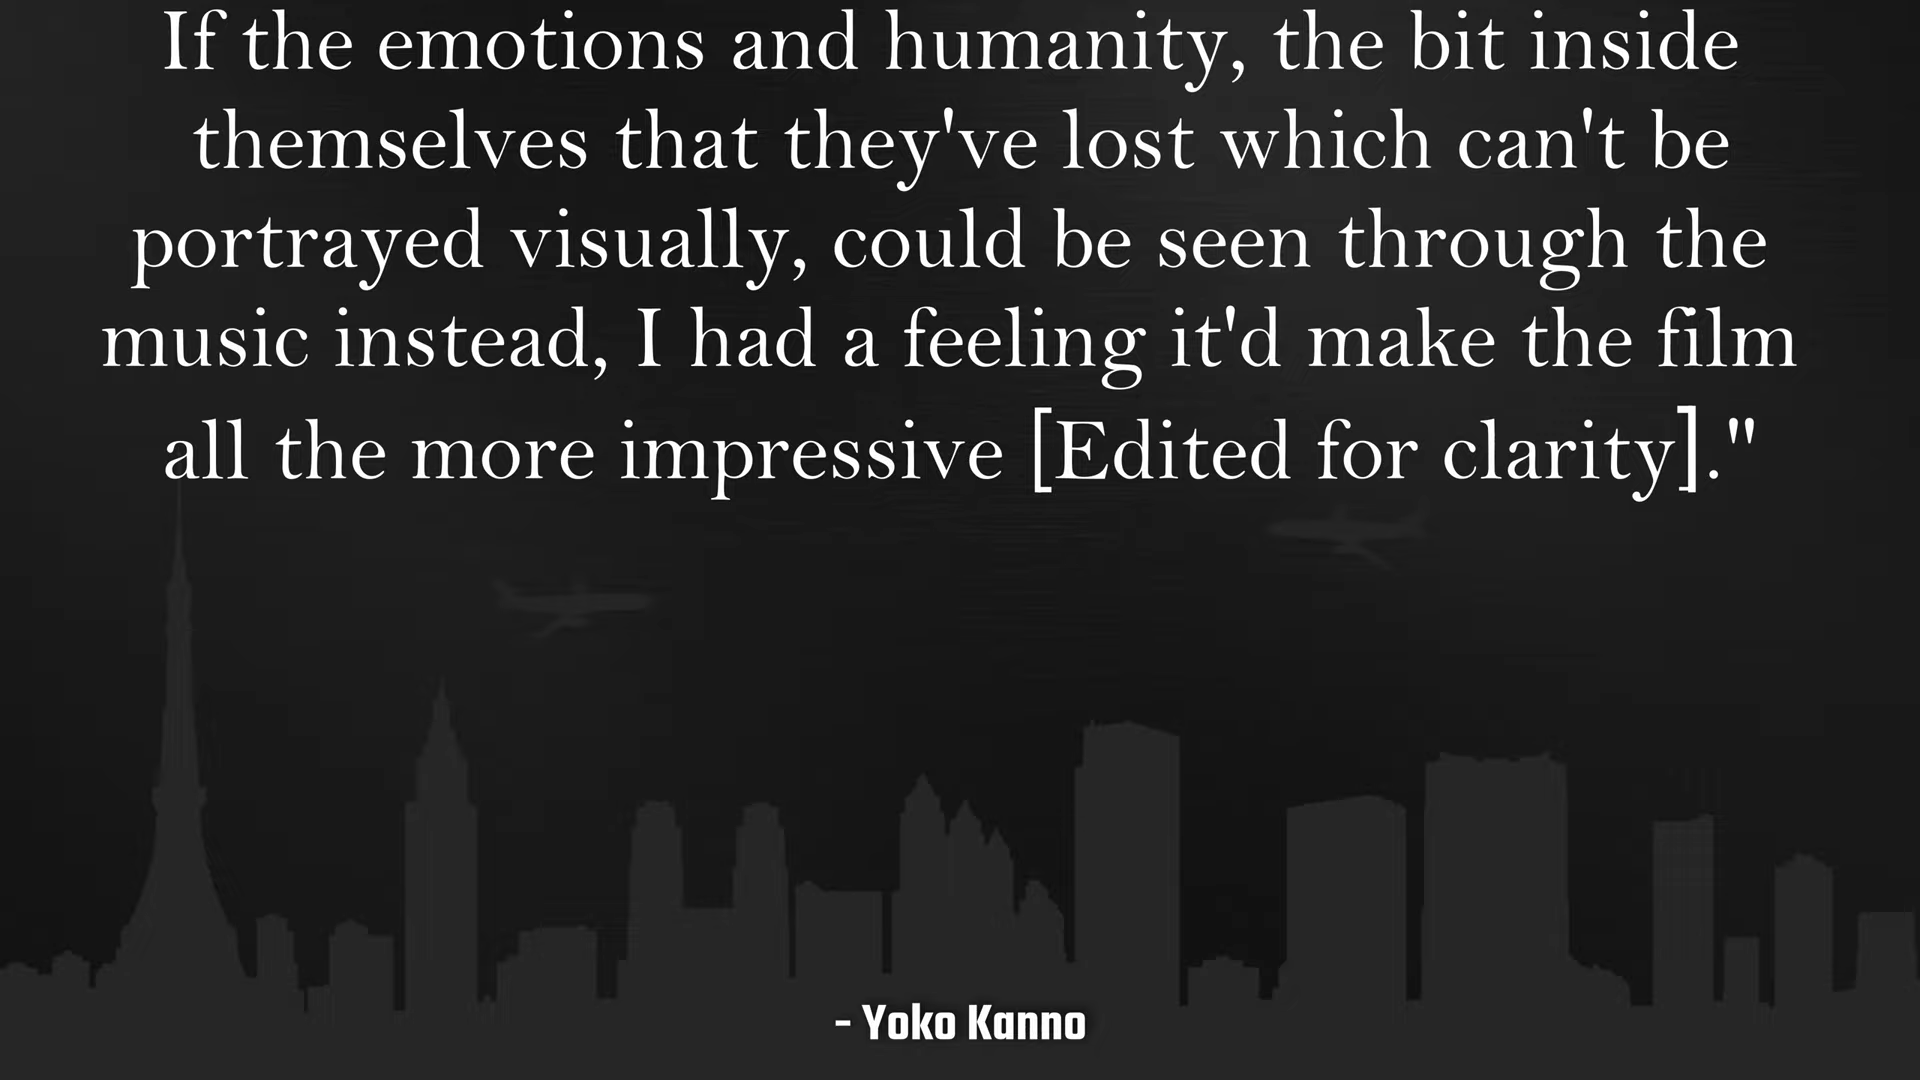 If the emotions and humanity, the bit inside
themselves that they've lost which can't be
portrayed visually, could be seen through the
music instead, I had a feeling it'd make the film
all the more impressive [Edited for clarity]."
- Yoko Kanno